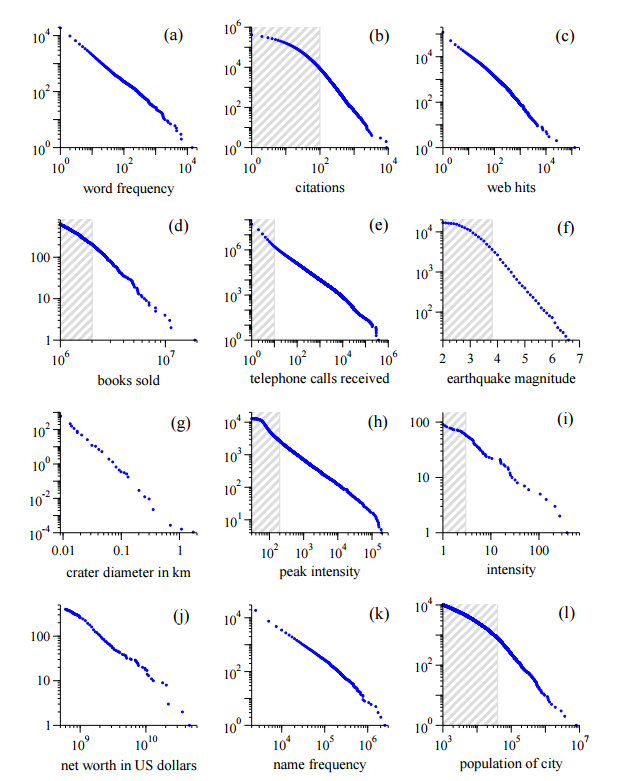 (a) (b) (c)
10^4 10^2 10^0
10^0 10^2 10^4
word frequency
10^6 10^4 10^2 10^0
10^0 10^2 10^4
citations
10^4 10^2 10^0
10^0 10^2 10^4
web hits
(d) (e) (f)
100 10 1
10^6 10^7
books sold
10^6 10^3 10^0
10^0 10^2 10^4 10^6
telephone calls received
10^4 10^3 10^2
2 3 4 5 6 7
earthquake magnitude
(g) (h) (i)
10^2 10^0 10^-2 10^-4
0.01 0.1 1
crater diameter in km
10^4 10^3 10^2 10^1
10^2 10^3 10^4 10^5
peak intensity
100 10 1
1 10 100
intensity
(j) (k) (l)
100 10 1
10^9 10^10
net worth in US dollars
10^4 10^2 10^0
10^4 10^5 10^6
name frequency
10^4 10^2 10^0
10^3 10^5 10^7
population of city